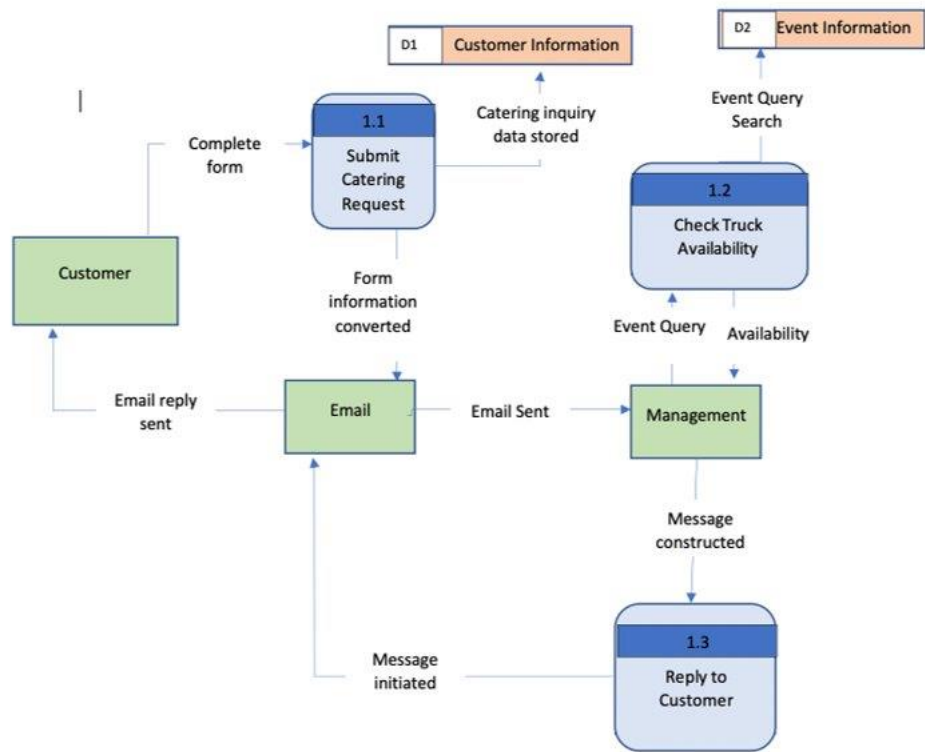 D1
Customer Information
D2
Event Information
Catering inquiry
data stored
Event Query
Search
1.1
Submit
Catering
Request
Complete
form
1.2
Check Truck
Availability
Customer
Form
information
converted
Event Query
Availability
Email reply
sent
Email
Email Sent
Management
Message
constructed
1.3
Reply to
Customer
Message
initiated